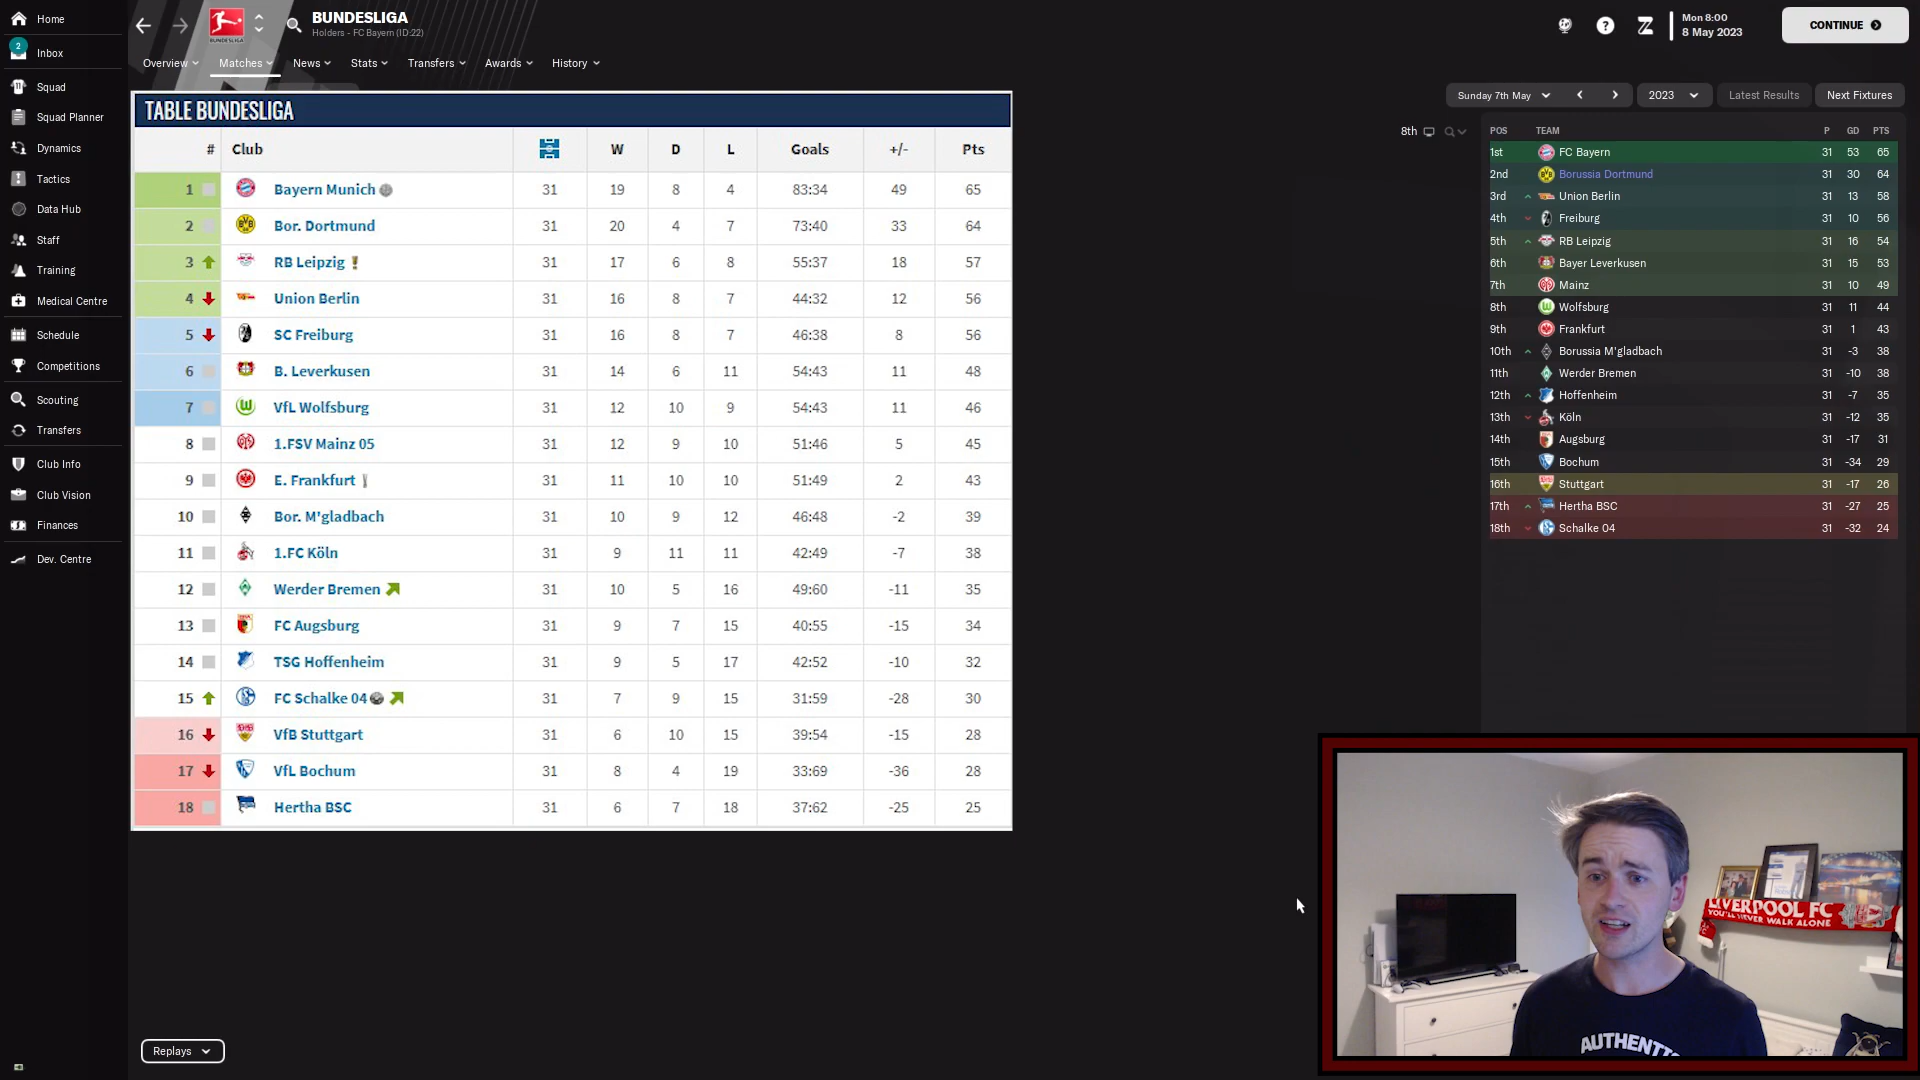 Home
Inbox
2
Squad
Squad Planner
Dynamics
Tactics
Data Hub
Staff
Training
Medical Centre
Schedule
Competitions
Scouting
Transfers
Club Info
Club Vision
Finances
Dev. Centre
BUNDESLIGA
BUNDESLIGA
Holders - FC Bayern (ID:22)
Mon 8:00
8 May 2023
CONTINUE
Overview Matches News Stats Transfers Awards History
Sunday 7th May 2023 Latest Results Next Fixtures
TABLE BUNDESLIGA
# Club W D L Goals +/- Pts
1 Bayern Munich 31 19 8 4 83:34 49 65
2 Bor. Dortmund 31 20 4 7 73:40 33 64
3 RB Leipzig 31 17 6 8 55:37 18 57
4 Union Berlin 31 16 8 7 44:32 12 56
5 SC Freiburg 31 16 8 7 46:38 8 56
6 B. Leverkusen 31 14 6 11 54:43 11 48
7 VfL Wolfsburg 31 12 10 9 54:43 11 46
8 1.FSV Mainz 05 31 12 9 10 51:46 5 45
9 E. Frankfurt 31 11 10 10 51:49 2 43
10 Bor. M'gladbach 31 10 9 12 46:48 -2 39
11 1.FC Köln 31 9 11 11 42:49 -7 38
12 Werder Bremen 31 10 5 16 49:60 -11 35
13 FC Augsburg 31 9 7 15 40:55 -15 34
14 TSG Hoffenheim 31 9 5 17 42:52 -10 32
15 FC Schalke 04 31 7 9 15 31:59 -28 30
16 VfB Stuttgart 31 6 10 15 39:54 -15 28
17 VfL Bochum 31 8 4 19 33:69 -36 28
18 Hertha BSC 31 6 7 18 37:62 -25 25
8th
POS TEAM P GD PTS
1st FC Bayern 31 53 65
2nd Borussia Dortmund 31 30 64
3rd Union Berlin 31 13 58
4th Freiburg 31 10 56
5th RB Leipzig 31 16 54
6th Bayer Leverkusen 31 15 53
7th Mainz 31 10 49
8th Wolfsburg 31 11 44
9th Frankfurt 31 1 43
10th Borussia M'gladbach 31 -3 38
11th Werder Bremen 31 -10 38
12th Hoffenheim 31 -7 35
13th Köln 31 -12 35
14th Augsburg 31 -17 31
15th Bochum 31 -34 29
16th Stuttgart 31 -17 26
17th Hertha BSC 31 -27 25
18th Schalke 04 31 -32 24
LIVERPOOL FC
YOU'LL NEVER WALK ALONE
AUTHENTIC
Replays